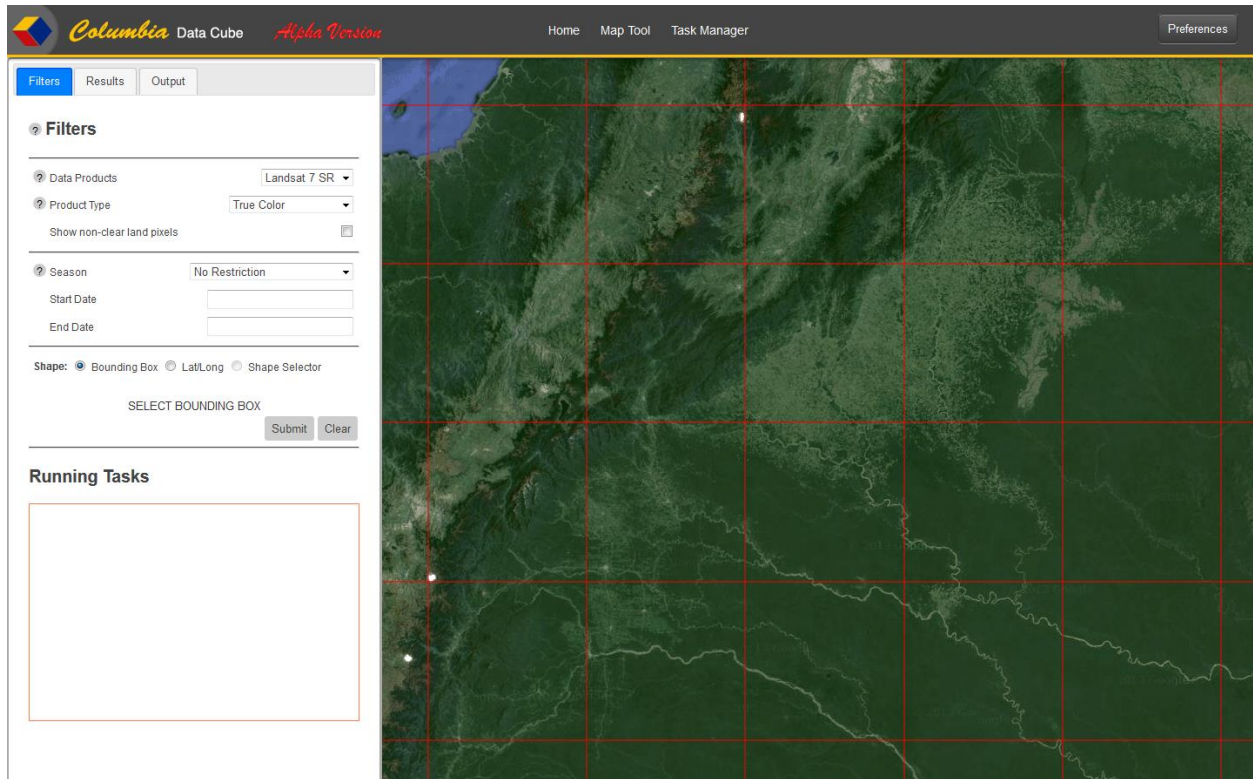 Columbia Data Cube Alpha Version
Home Map Tool Task Manager
Preferences
Filters Results Output
? Filters
? Data Products Landsat 7 SR
? Product Type True Color
Show non-clear land pixels
? Season No Restriction
Start Date
End Date
Shape: Bounding Box Lat/Long Shape Selector
SELECT BOUNDING BOX
Submit Clear
Running Tasks